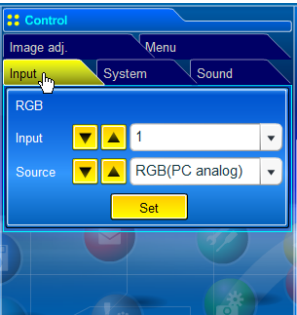 Control
Image adj. Menu
Input System Sound
RGB
Input 1
Source RGB(PC analog)
Set